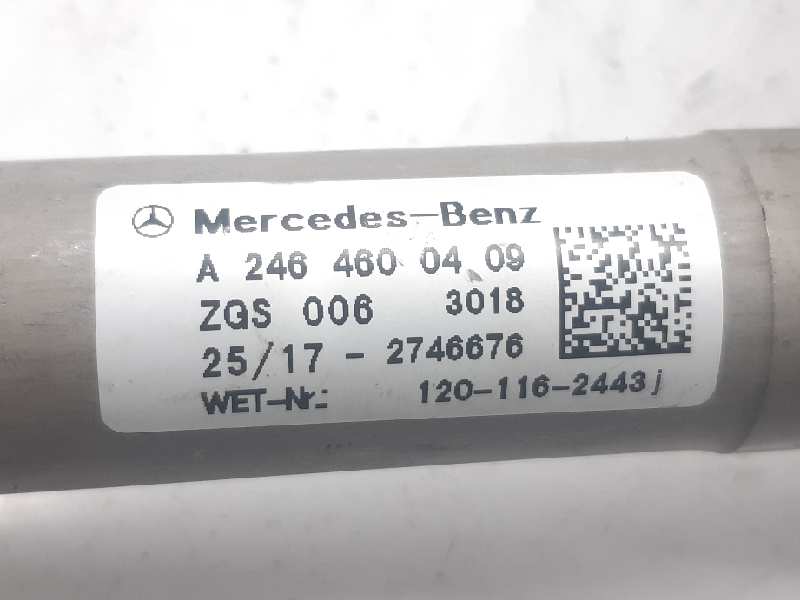 Mercedes-Benz
A 246 460 04 09
ZGS 006 3018
25/17 - 2746676
WET-Nr.: 120-116-2443j